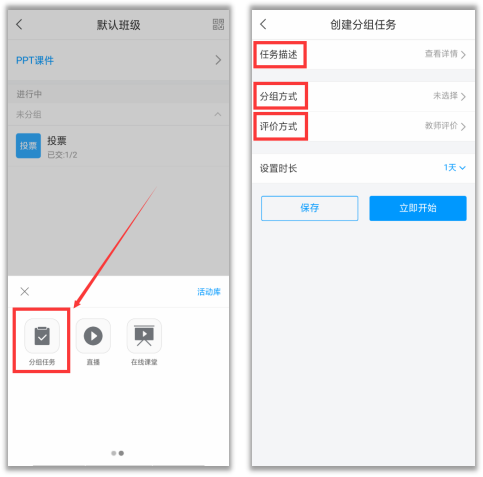 默认班级
PPT课件
进行中
未分组
投票
投票
已交:1/2
活动库
分组任务
直播
在线课堂
创建分组任务
任务描述
查看详情
分组方式
未选择
评价方式
教师评价
设置时长
1天
保存
立即开始